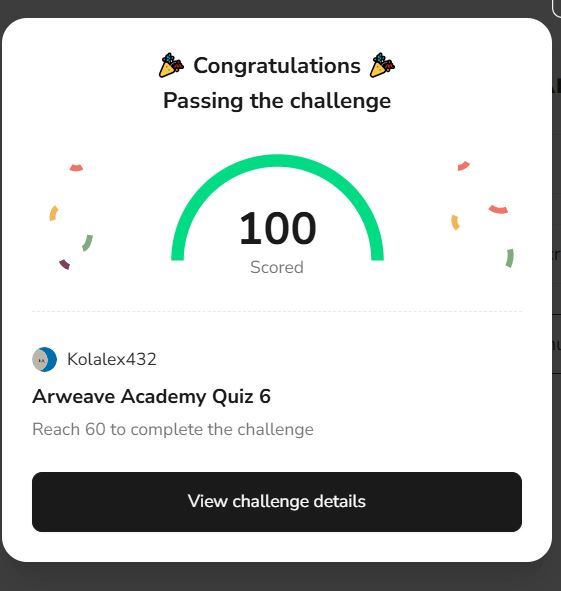 Congratulations
Passing the challenge
100
Scored
Kolalex432
Arweave Academy Quiz 6
Reach 60 to complete the challenge
View challenge details